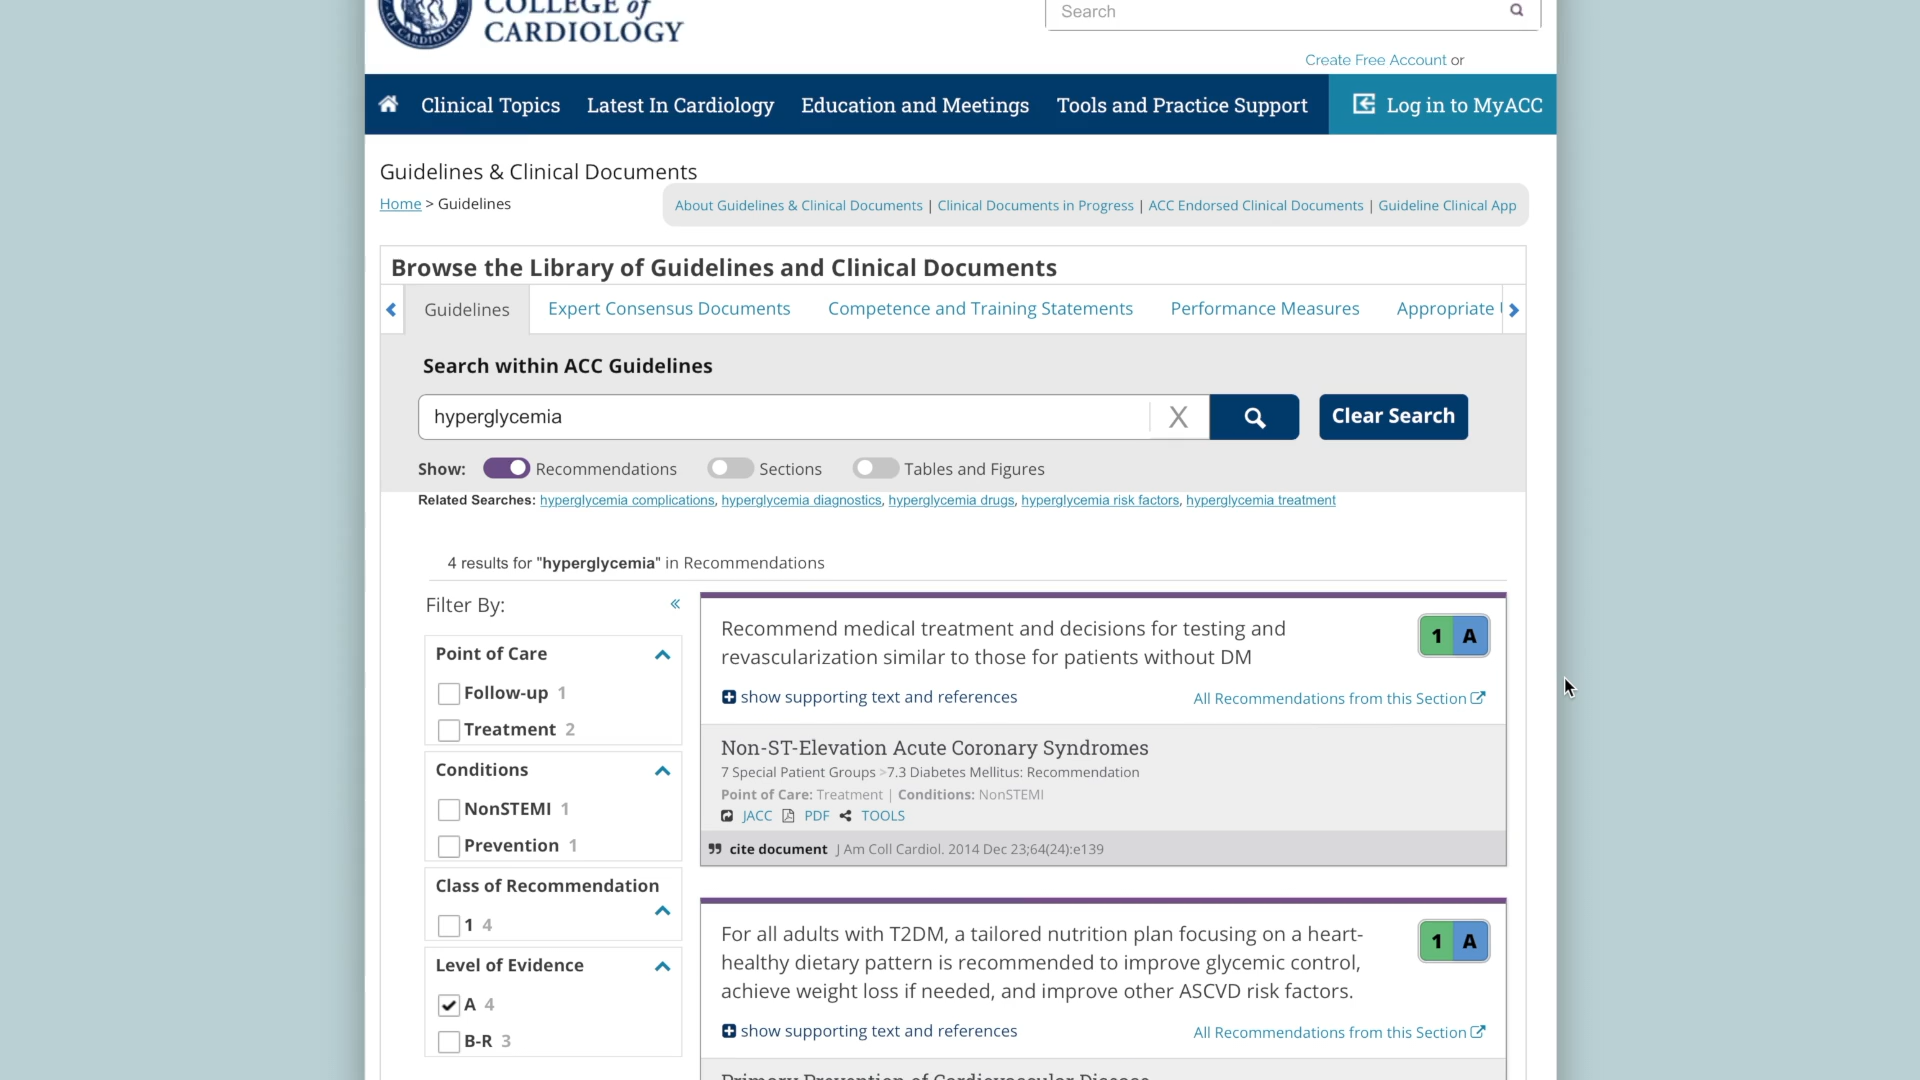 COLLEGE of
CARDIOLOGY
Search
Create Free Account or
Clinical Topics Latest In Cardiology Education and Meetings Tools and Practice Support Log in to MyACC
Guidelines & Clinical Documents
Home > Guidelines
About Guidelines & Clinical Documents | Clinical Documents in Progress | ACC Endorsed Clinical Documents | Guideline Clinical App
Browse the Library of Guidelines and Clinical Documents
Guidelines Expert Consensus Documents Competence and Training Statements Performance Measures Appropriate
Search within ACC Guidelines
hyperglycemia X Clear Search
Show: Recommendations Sections Tables and Figures
Related Searches: hyperglycemia complications, hyperglycemia diagnostics, hyperglycemia drugs, hyperglycemia risk factors, hyperglycemia treatment
4 results for "hyperglycemia" in Recommendations
Filter By: «
Point of Care
Follow-up 1
Treatment 2
Conditions
NonSTEMI 1
Prevention 1
Class of Recommendation
1 4
Level of Evidence
A 4
B-R 3
Recommend medical treatment and decisions for testing and
revascularization similar to those for patients without DM
1 A
show supporting text and references All Recommendations from this Section
Non-ST-Elevation Acute Coronary Syndromes
7 Special Patient Groups >7.3 Diabetes Mellitus: Recommendation
Point of Care: Treatment | Conditions: NonSTEMI
JACC PDF TOOLS
cite document J Am Coll Cardiol. 2014 Dec 23;64(24):e139
For all adults with T2DM, a tailored nutrition plan focusing on a heart-
healthy dietary pattern is recommended to improve glycemic control,
achieve weight loss if needed, and improve other ASCVD risk factors.
1 A
show supporting text and references All Recommendations from this Section
Primary Prevention of Cardiovascular Disease